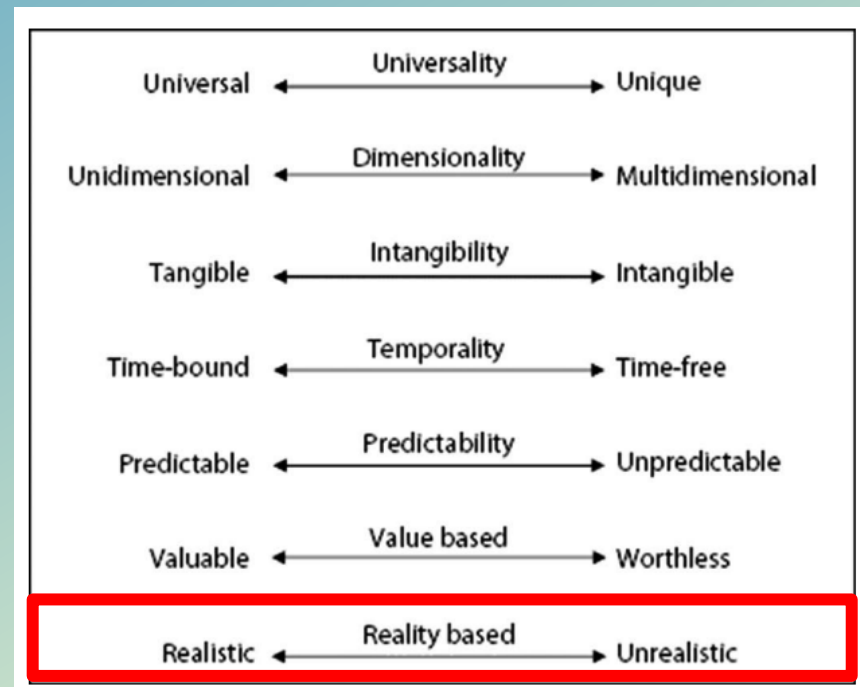 Universal Universality Unique
Unidimensional Dimensionality Multidimensional
Tangible Intangibility Intangible
Time-bound Temporality Time-free
Predictable Predictability Unpredictable
Valuable Value based Worthless
Realistic Reality based Unrealistic